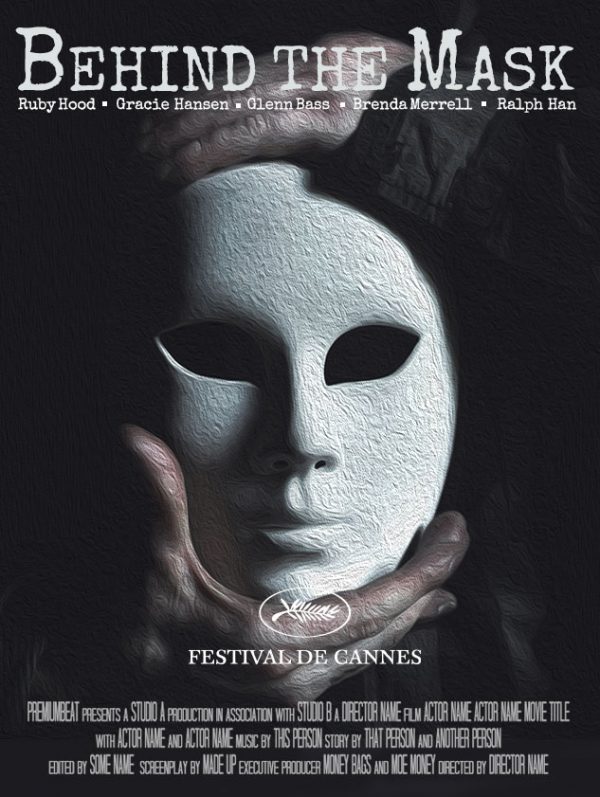 BEHIND THE MASK
Ruby Hood ▪ Gracie Hansen ▪ Glenn Bass ▪ Brenda Merrell ▪ Ralph Han
FESTIVAL DE CANNES
PREMIUMBEAT PRESENTS A STUDIO A PRODUCTION IN ASSOCIATION WITH STUDIO B A DIRECTOR NAME FILM ACTOR NAME ACTOR NAME MOVIE TITLE
WITH ACTOR NAME AND ACTOR NAME MUSIC BY THIS PERSON STORY BY THAT PERSON AND ANOTHER PERSON
EDITED BY SOME NAME SCREENPLAY BY MADE UP EXECUTIVE PRODUCER MONEY BAGS AND MOE MONEY DIRECTED BY DIRECTOR NAME